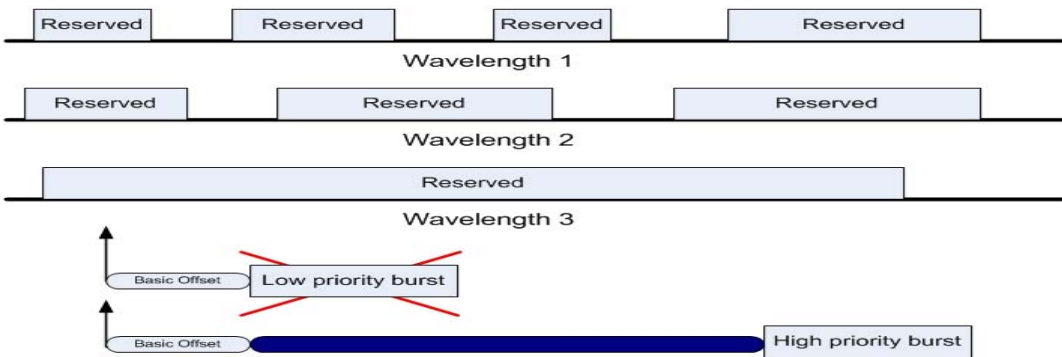 Reserved Reserved Reserved Reserved
Wavelength 1
Reserved Reserved Reserved
Wavelength 2
Reserved
Wavelength 3
Basic Offset Low priority burst
Basic Offset High priority burst